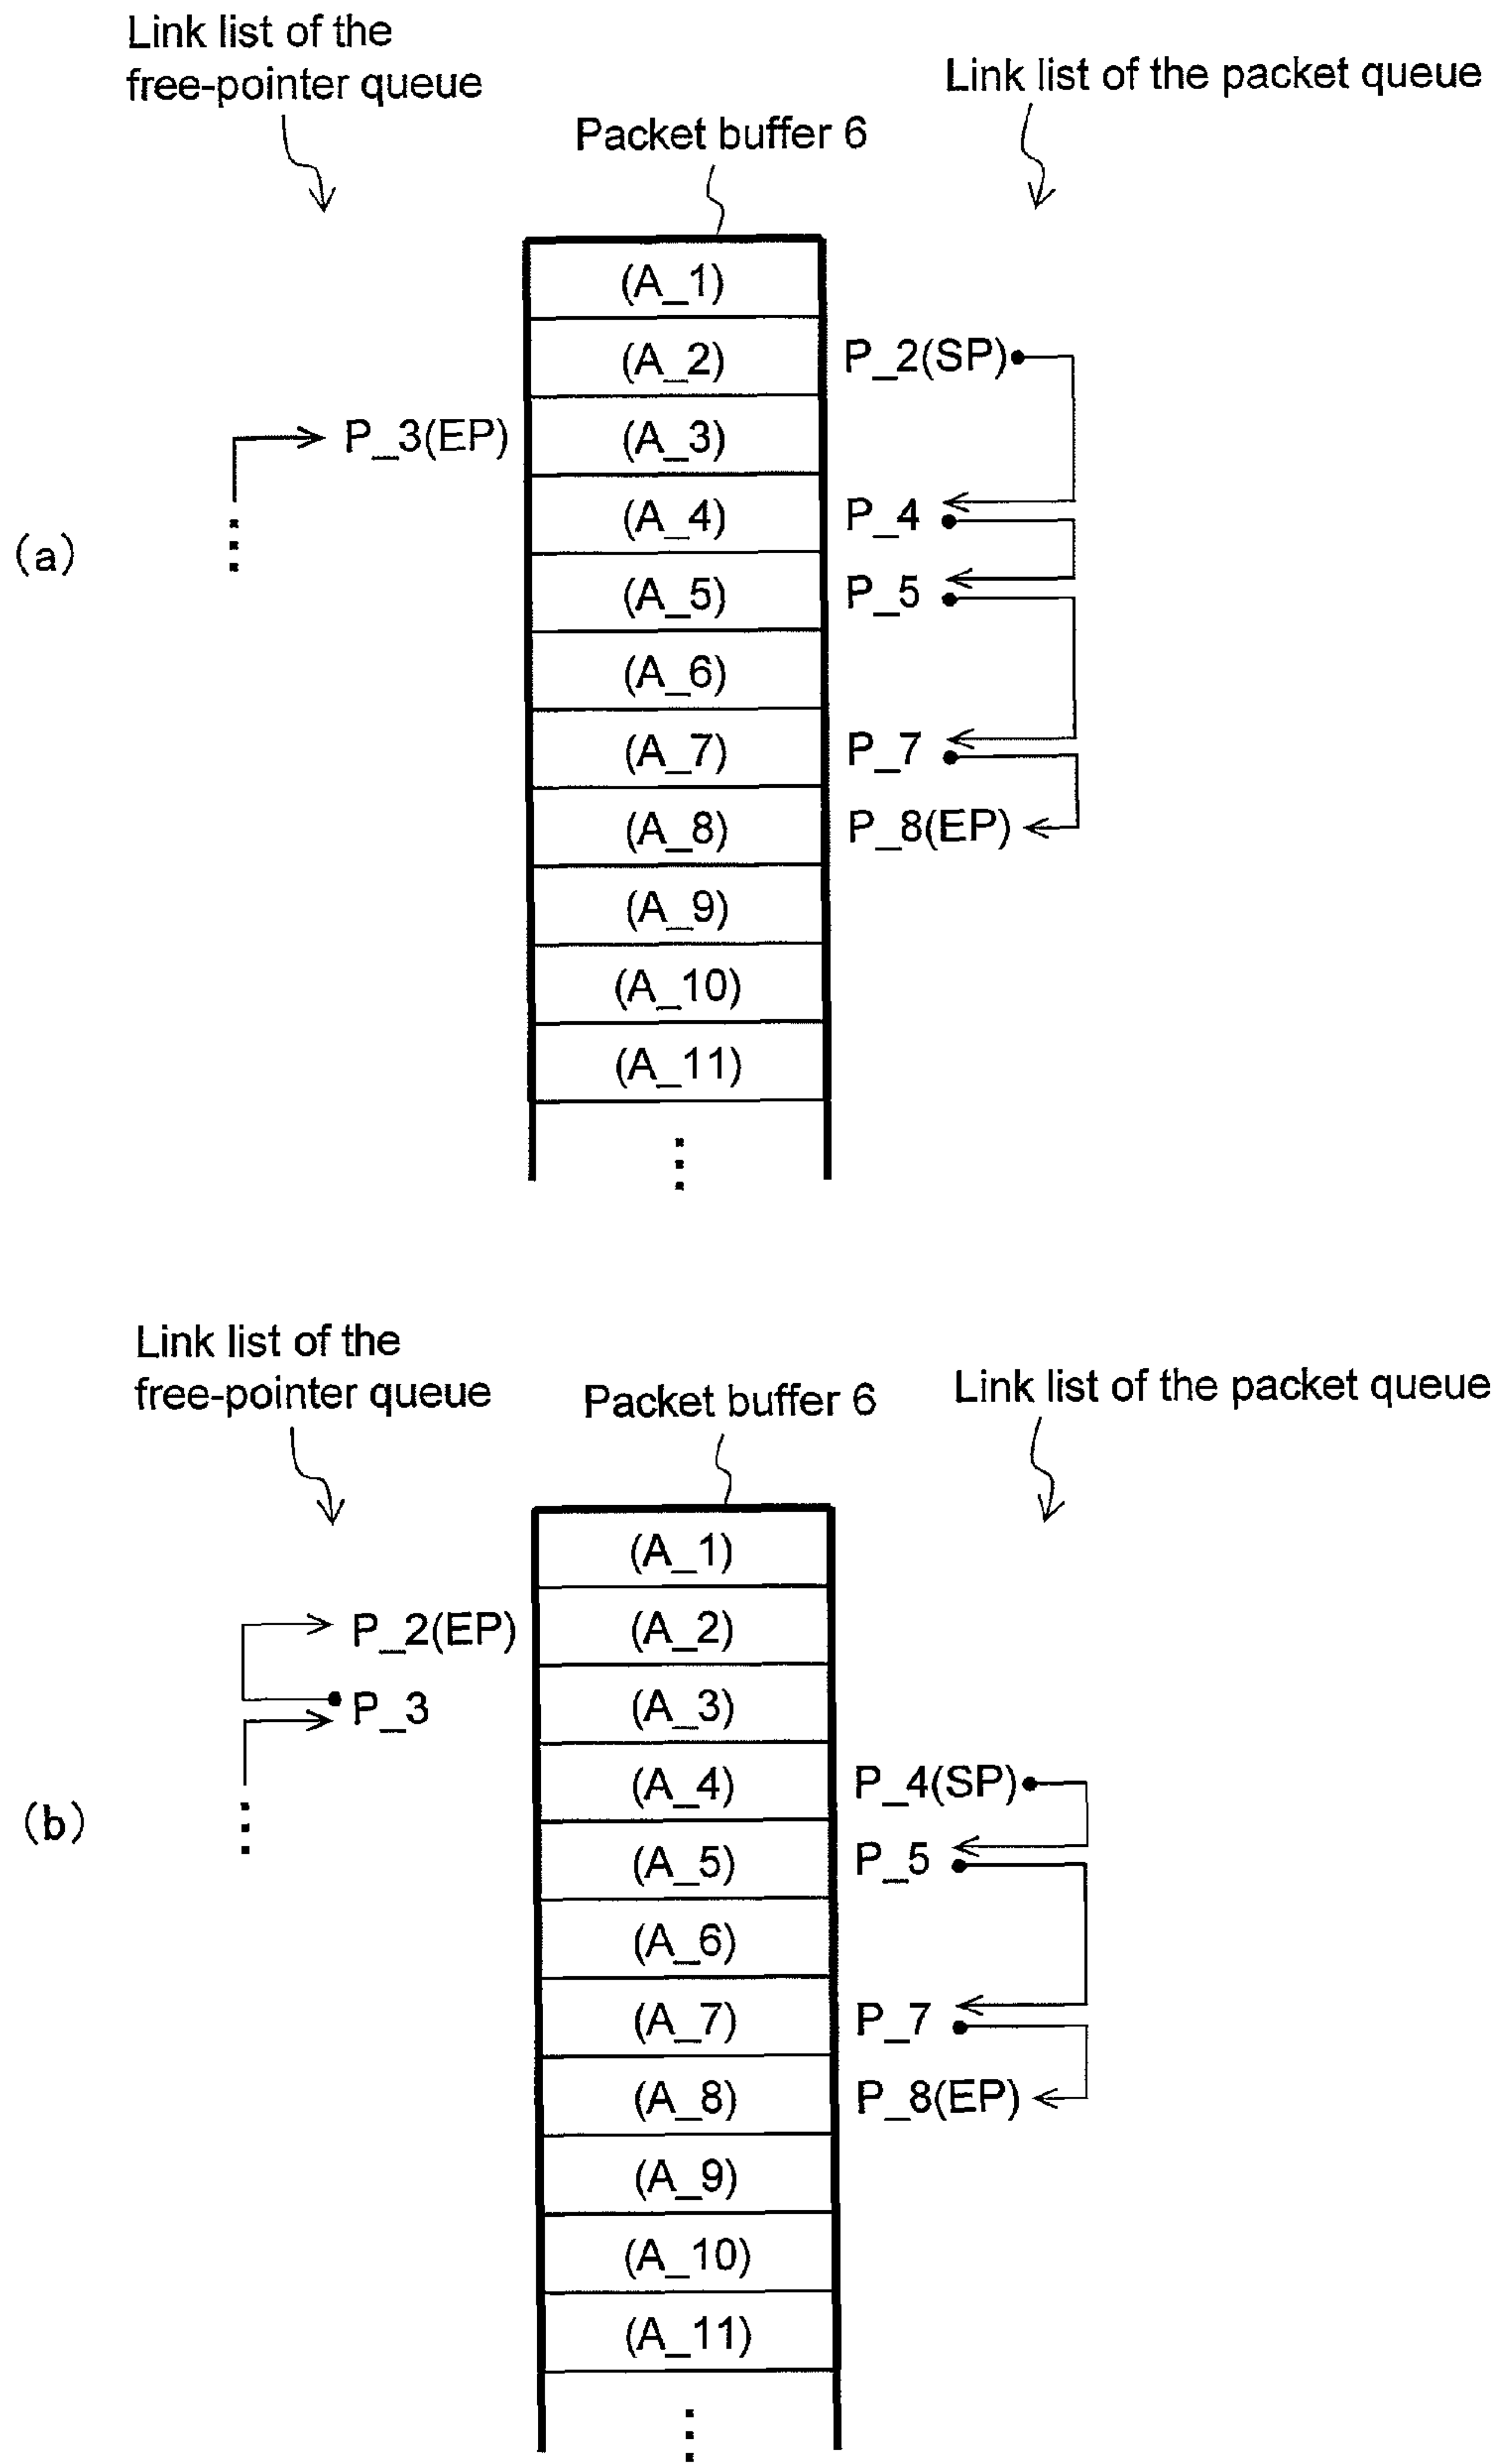 Link list of the
free-pointer queue
Link list of the packet queue
Packet buffer 6
(A_1)
(A_2) P_2(SP)
P_3(EP) (A_3)
(A_4) P_4
(a)
(A_5) P_5
(A_6)
(A_7) P_7
(A_8) P_8(EP)
(A_9)
(A_10)
(A_11)
Link list of the
free-pointer queue
Link list of the packet queue
Packet buffer 6
(A_1)
P_2(EP) (A_2)
P_3 (A_3)
(A_4) P_4(SP)
(b)
(A_5) P_5
(A_6)
(A_7) P_7
(A_8) P_8(EP)
(A_9)
(A_10)
(A_11)